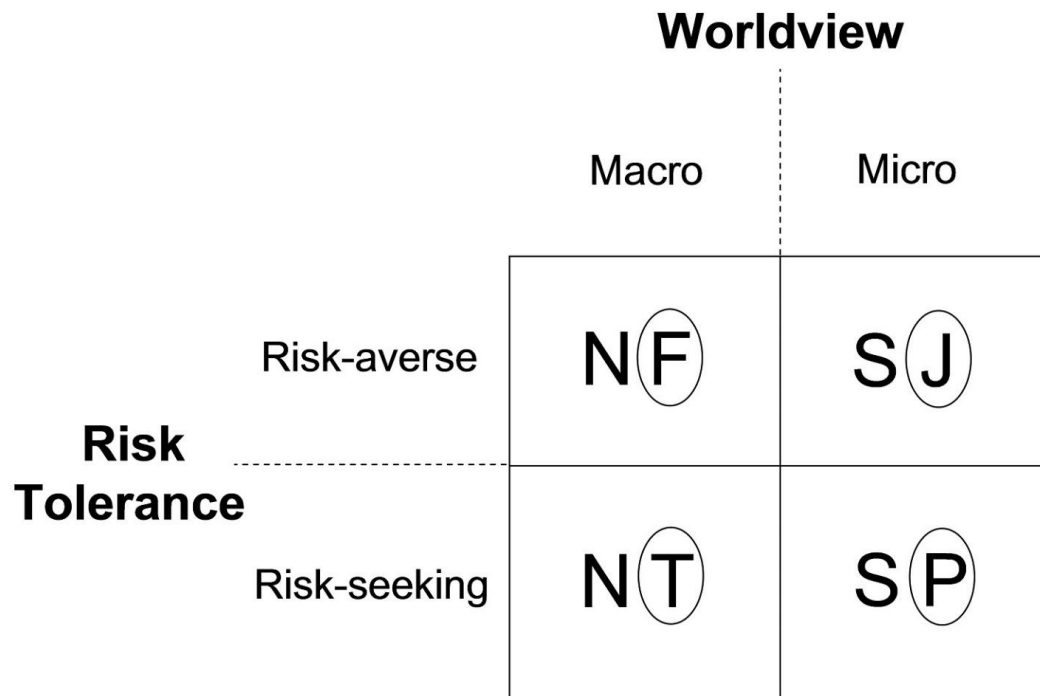 Worldview
Macro Micro
Risk-averse NF SJ
Risk
Tolerance
Risk-seeking NT SP